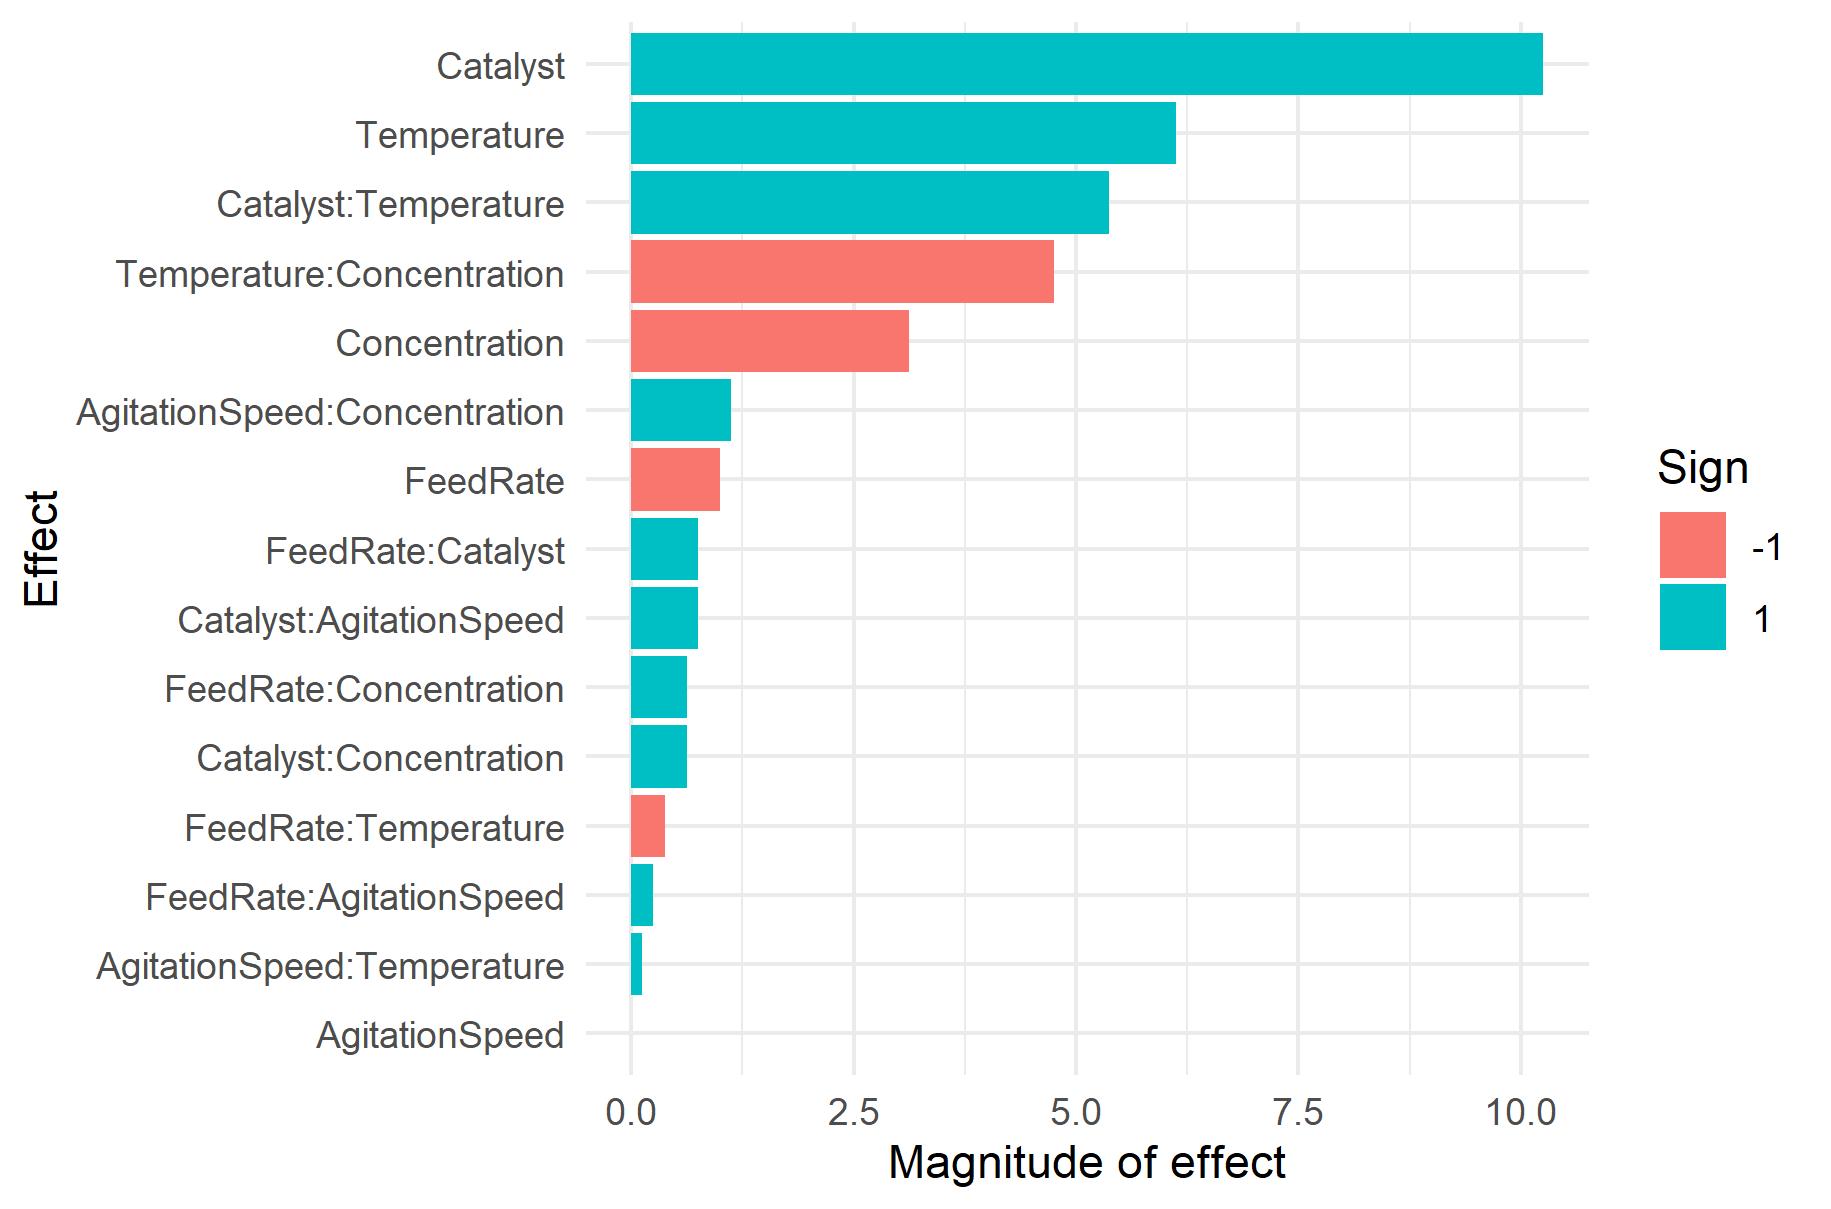 Catalyst
Temperature
Catalyst:Temperature
Temperature:Concentration
Concentration
AgitationSpeed:Concentration
FeedRate
FeedRate:Catalyst
Catalyst:AgitationSpeed
FeedRate:Concentration
Catalyst:Concentration
FeedRate:Temperature
FeedRate:AgitationSpeed
AgitationSpeed:Temperature
AgitationSpeed
Effect
0.0 2.5 5.0 7.5 10.0
Magnitude of effect
Sign
-1
1